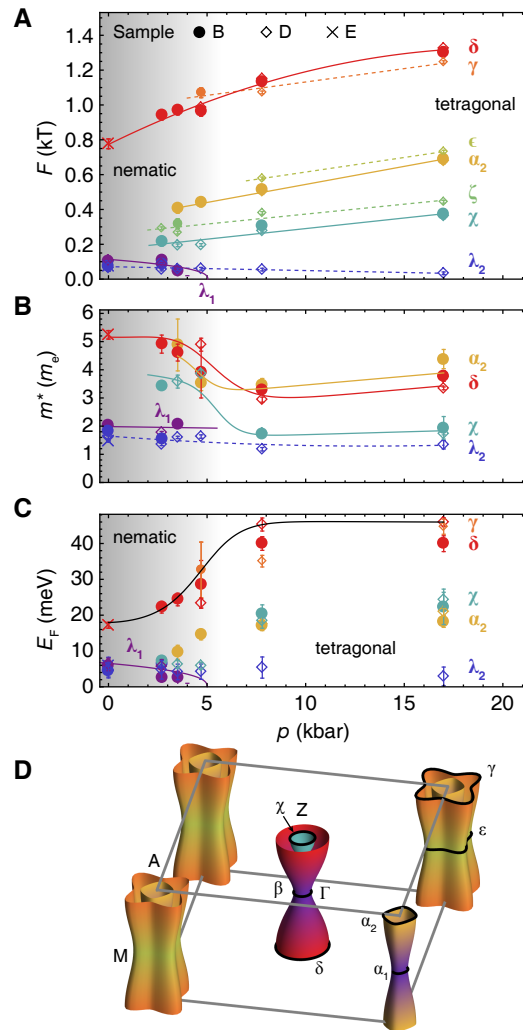 A
Sample
B
D
E
F (kT)
1.4
1.2
1.0
0.8
0.6
0.4
0.2
0.0
nematic
tetragonal
δ
γ
ϵ
α2
ζ
χ
λ2
λ1
B
m* (me)
6
5
4
3
2
1
0
λ1
α2
δ
χ
λ2
C
EF (meV)
40
30
20
10
0
nematic
λ1
tetragonal
γ
δ
χ
α2
λ2
0
5
10
15
20
p (kbar)
D
A
M
χ
Z
β
Γ
δ
γ
ε
α2
α1